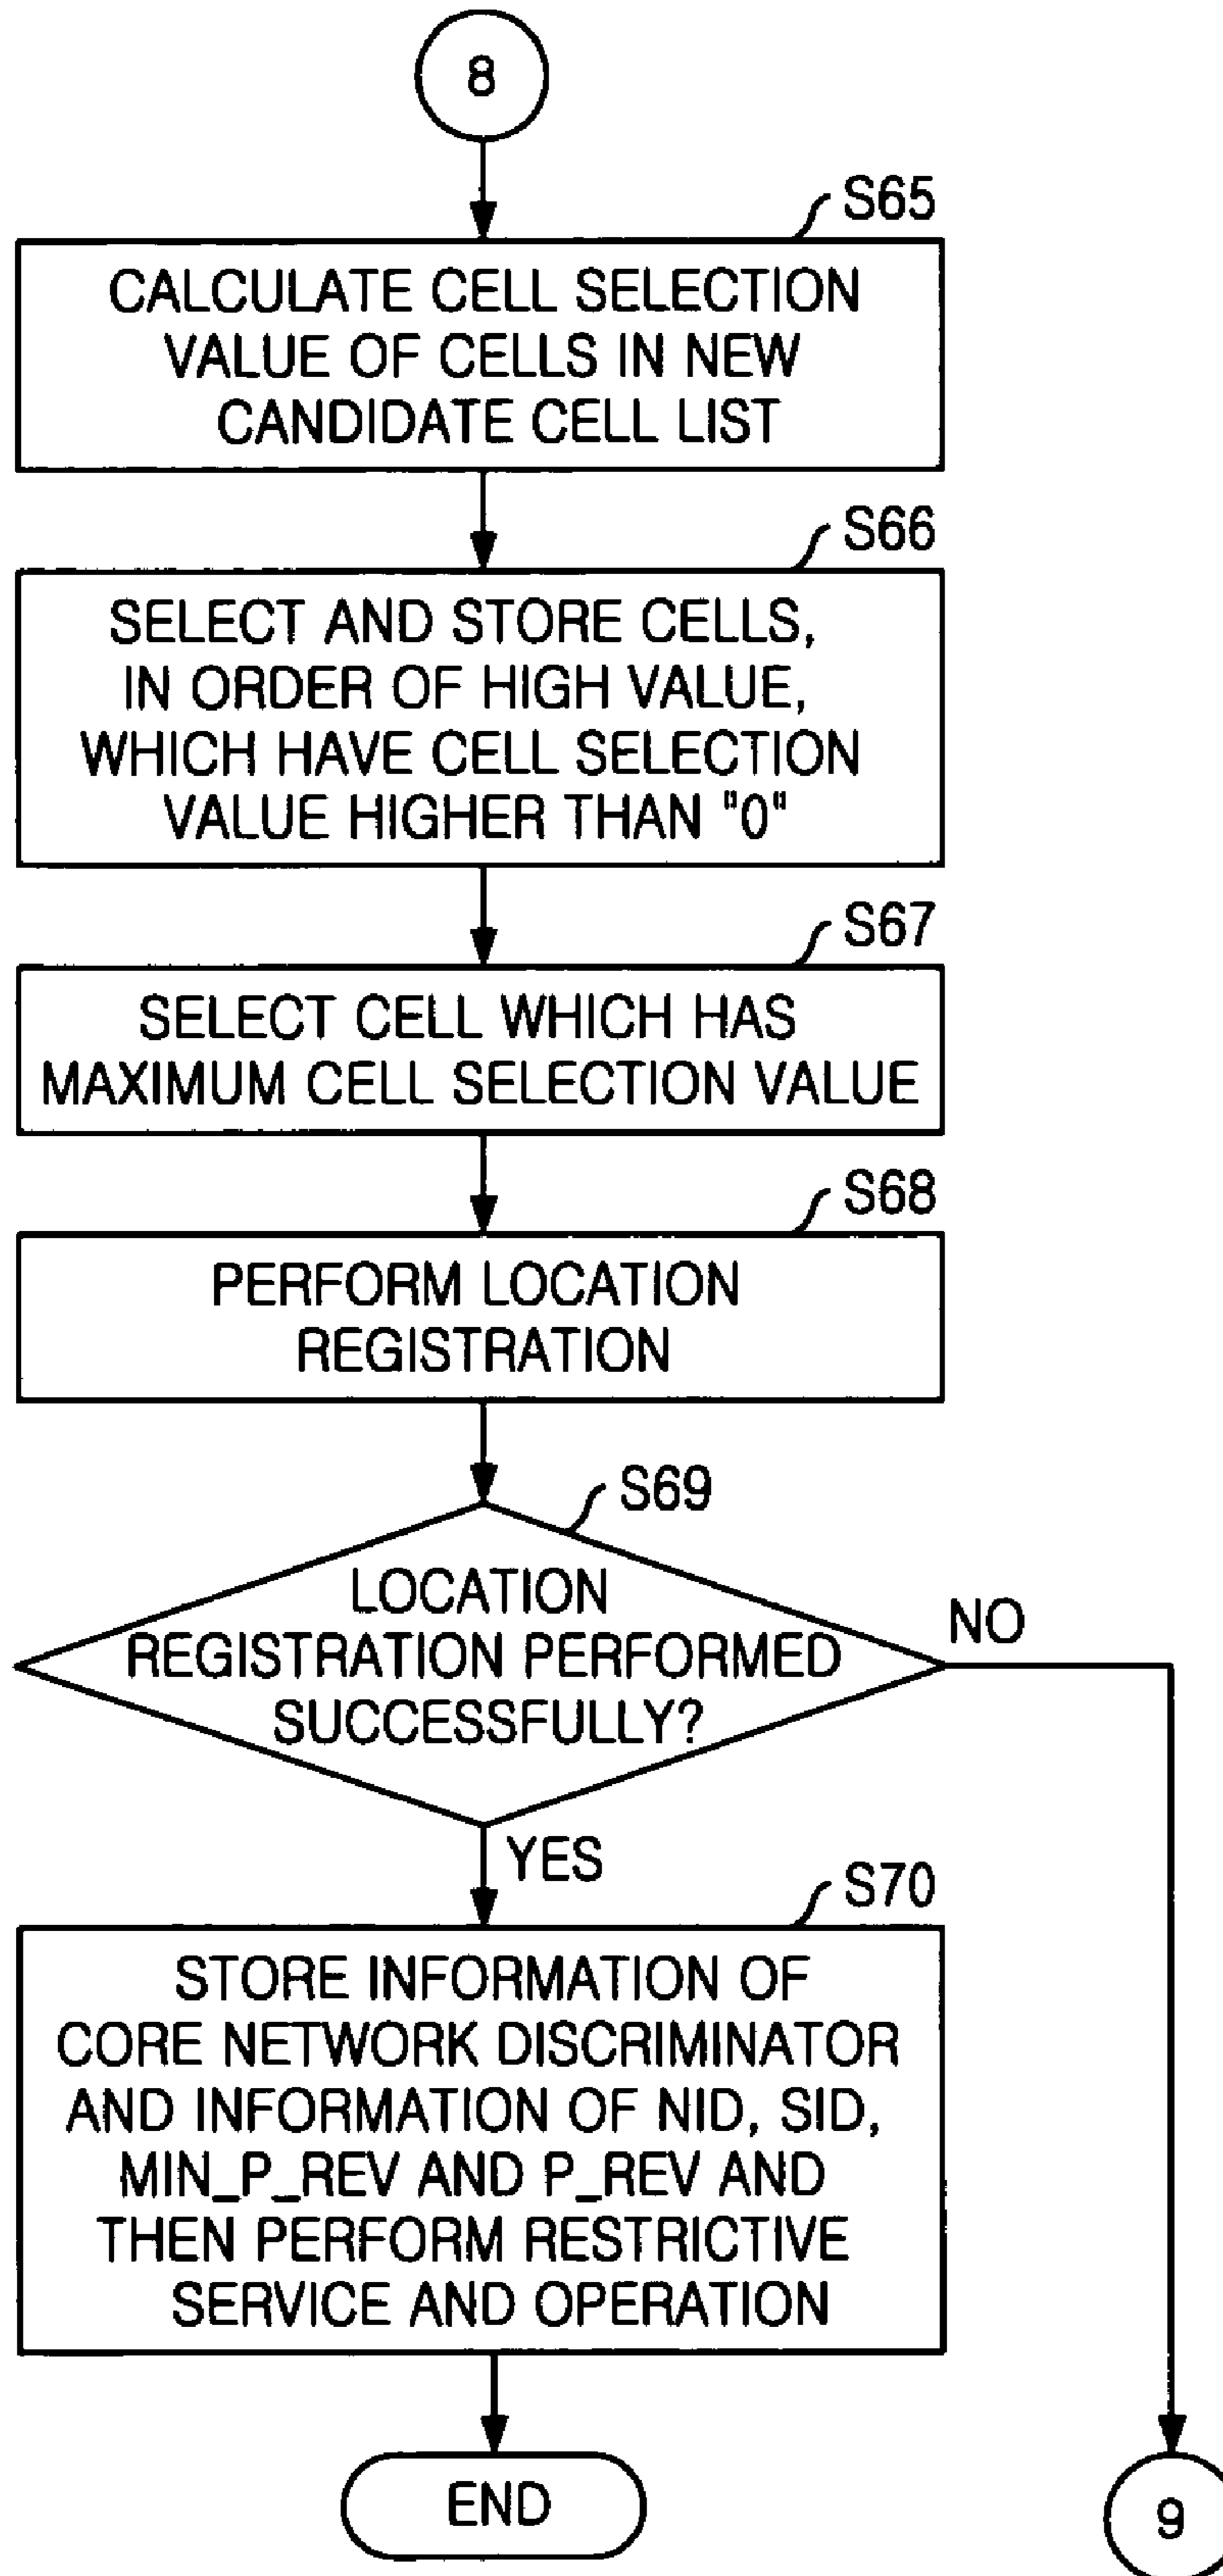 8
S65
CALCULATE CELL SELECTION
VALUE OF CELLS IN NEW
CANDIDATE CELL LIST
S66
SELECT AND STORE CELLS,
IN ORDER OF HIGH VALUE,
WHICH HAVE CELL SELECTION
VALUE HIGHER THAN "0"
S67
SELECT CELL WHICH HAS
MAXIMUM CELL SELECTION VALUE
S68
PERFORM LOCATION
REGISTRATION
S69
LOCATION
REGISTRATION PERFORMED
SUCCESSFULLY?
NO
YES
S70
STORE INFORMATION OF
CORE NETWORK DISCRIMINATOR
AND INFORMATION OF NID, SID,
MIN_P_REV AND P_REV AND
THEN PERFORM RESTRICTIVE
SERVICE AND OPERATION
END
9